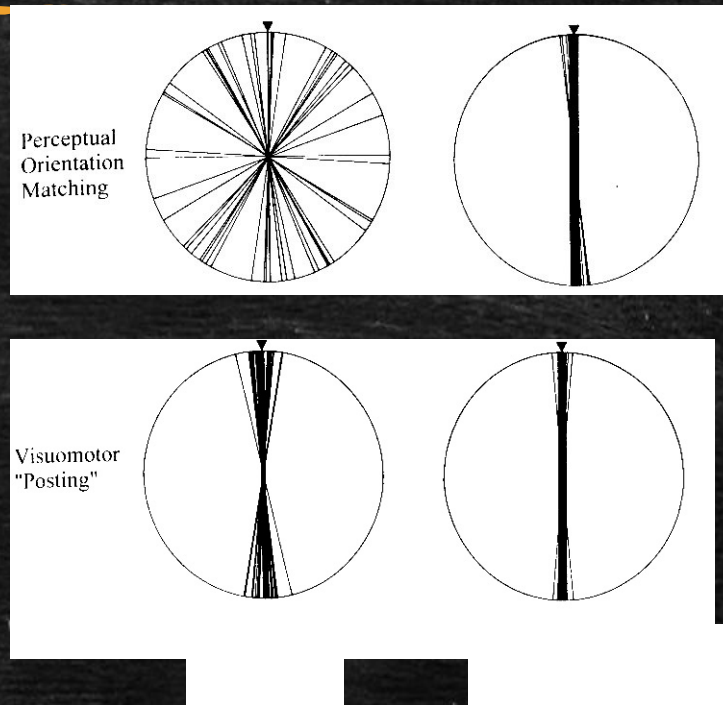 Perceptual
Orientation
Matching
Visuomotor
"Posting"